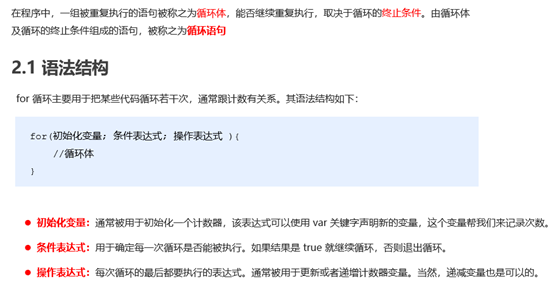 在程序中，一组被重复执行的语句被称之为循环体，能否继续重复执行，取决于循环的终止条件。由循环体
及循环的终止条件组成的语句，被称之为循环语句
2.1 语法结构
for 循环主要用于把某些代码循环若干次，通常跟计数有关系。其语法结构如下：
for(初始化变量; 条件表达式; 操作表达式 ){
//循环体
}
● 初始化变量：通常被用于初始化一个计数器，该表达式可以使用 var 关键字声明新的变量，这个变量帮我们来记录次数。
● 条件表达式：用于确定每一次循环是否能被执行。如果结果是 true 就继续循环，否则退出循环。
● 操作表达式：每次循环的最后都要执行的表达式。通常被用于更新或者递增计数器变量。当然，递减变量也是可以的。